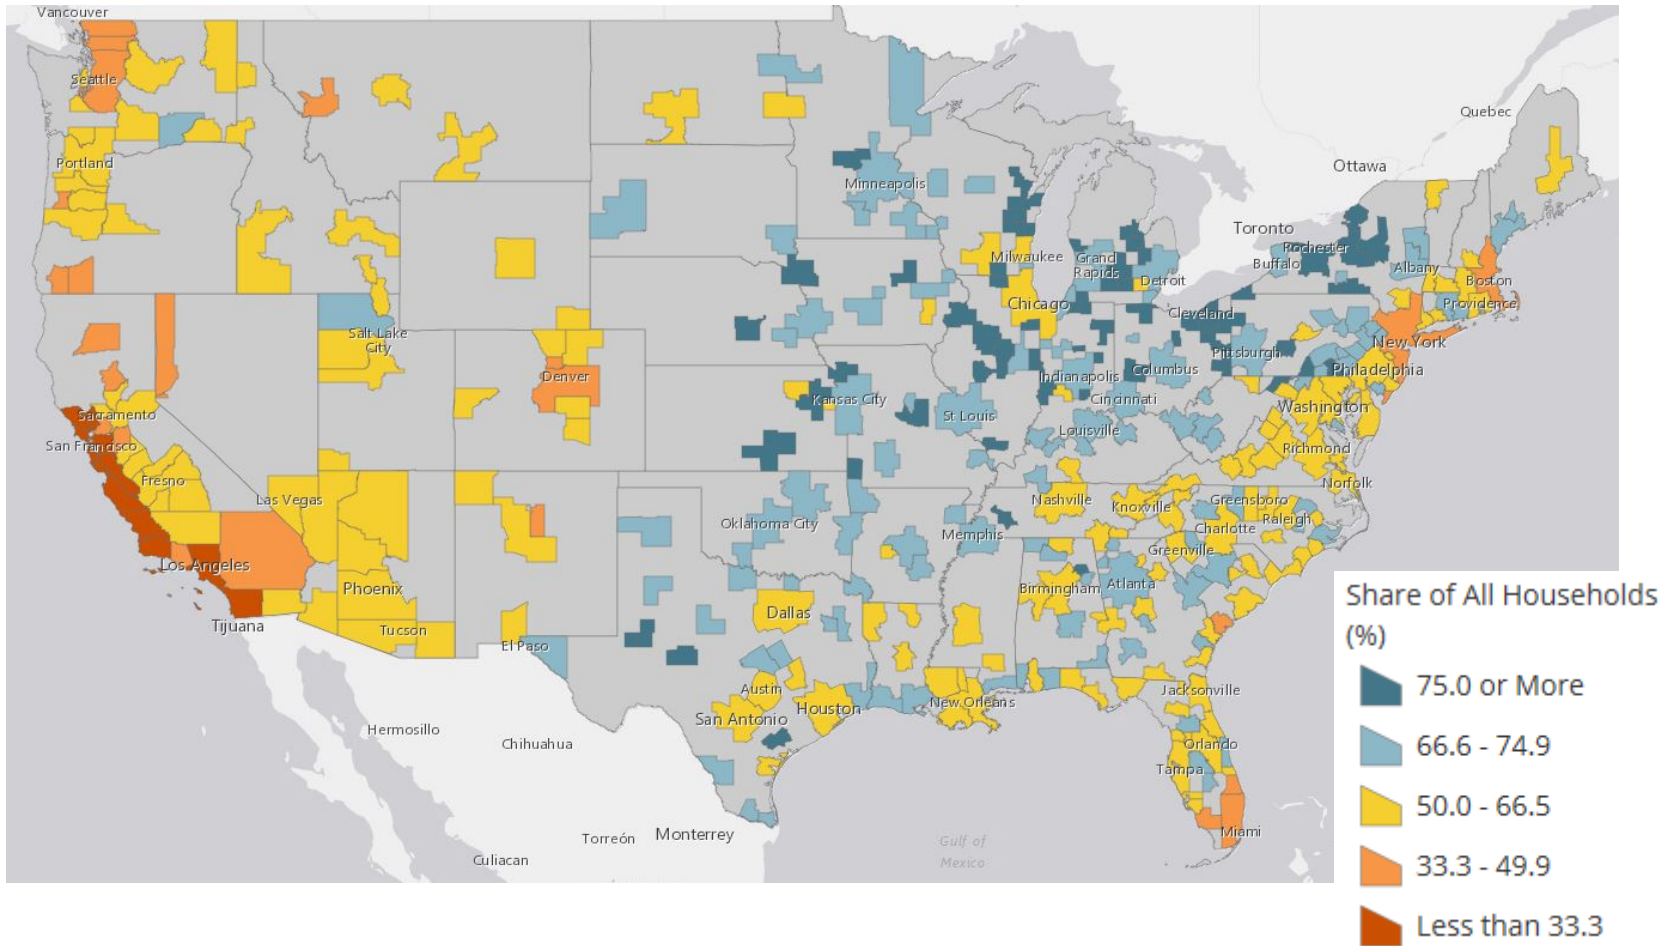 Vancouver
Seattle
Portland
Quebec
Ottawa
Minneapolis
Toronto
Rochester
Buffalo
Albany
Milwaukee
Grand
Rapids
Detroit
Boston
Providence
Chicago
Cleveland
Salt Lake
City
New York
Pittsburgh
Denver
Indianapolis
Columbus
Philadelphia
Sacramento
Kansas City
St Louis
Cincinnati
Washington
San Francisco
Louisville
Richmond
Fresno
Las Vegas
Norfolk
Nashville
Knoxville
Greensboro
Oklahoma City
Memphis
Charlotte
Raleigh
Greenville
Los Angeles
Phoenix
Birmingham
Atlanta
Dallas
Tijuana
Tucson
El Paso
Austin
Houston
New Orleans
Jacksonville
San Antonio
Hermosillo
Chihuahua
Orlando
Tampa
Torreón
Monterrey
Miami
Gulf of
Mexico
Culiacan
Share of All Households
(%)
75.0 or More
66.6 - 74.9
50.0 - 66.5
33.3 - 49.9
Less than 33.3